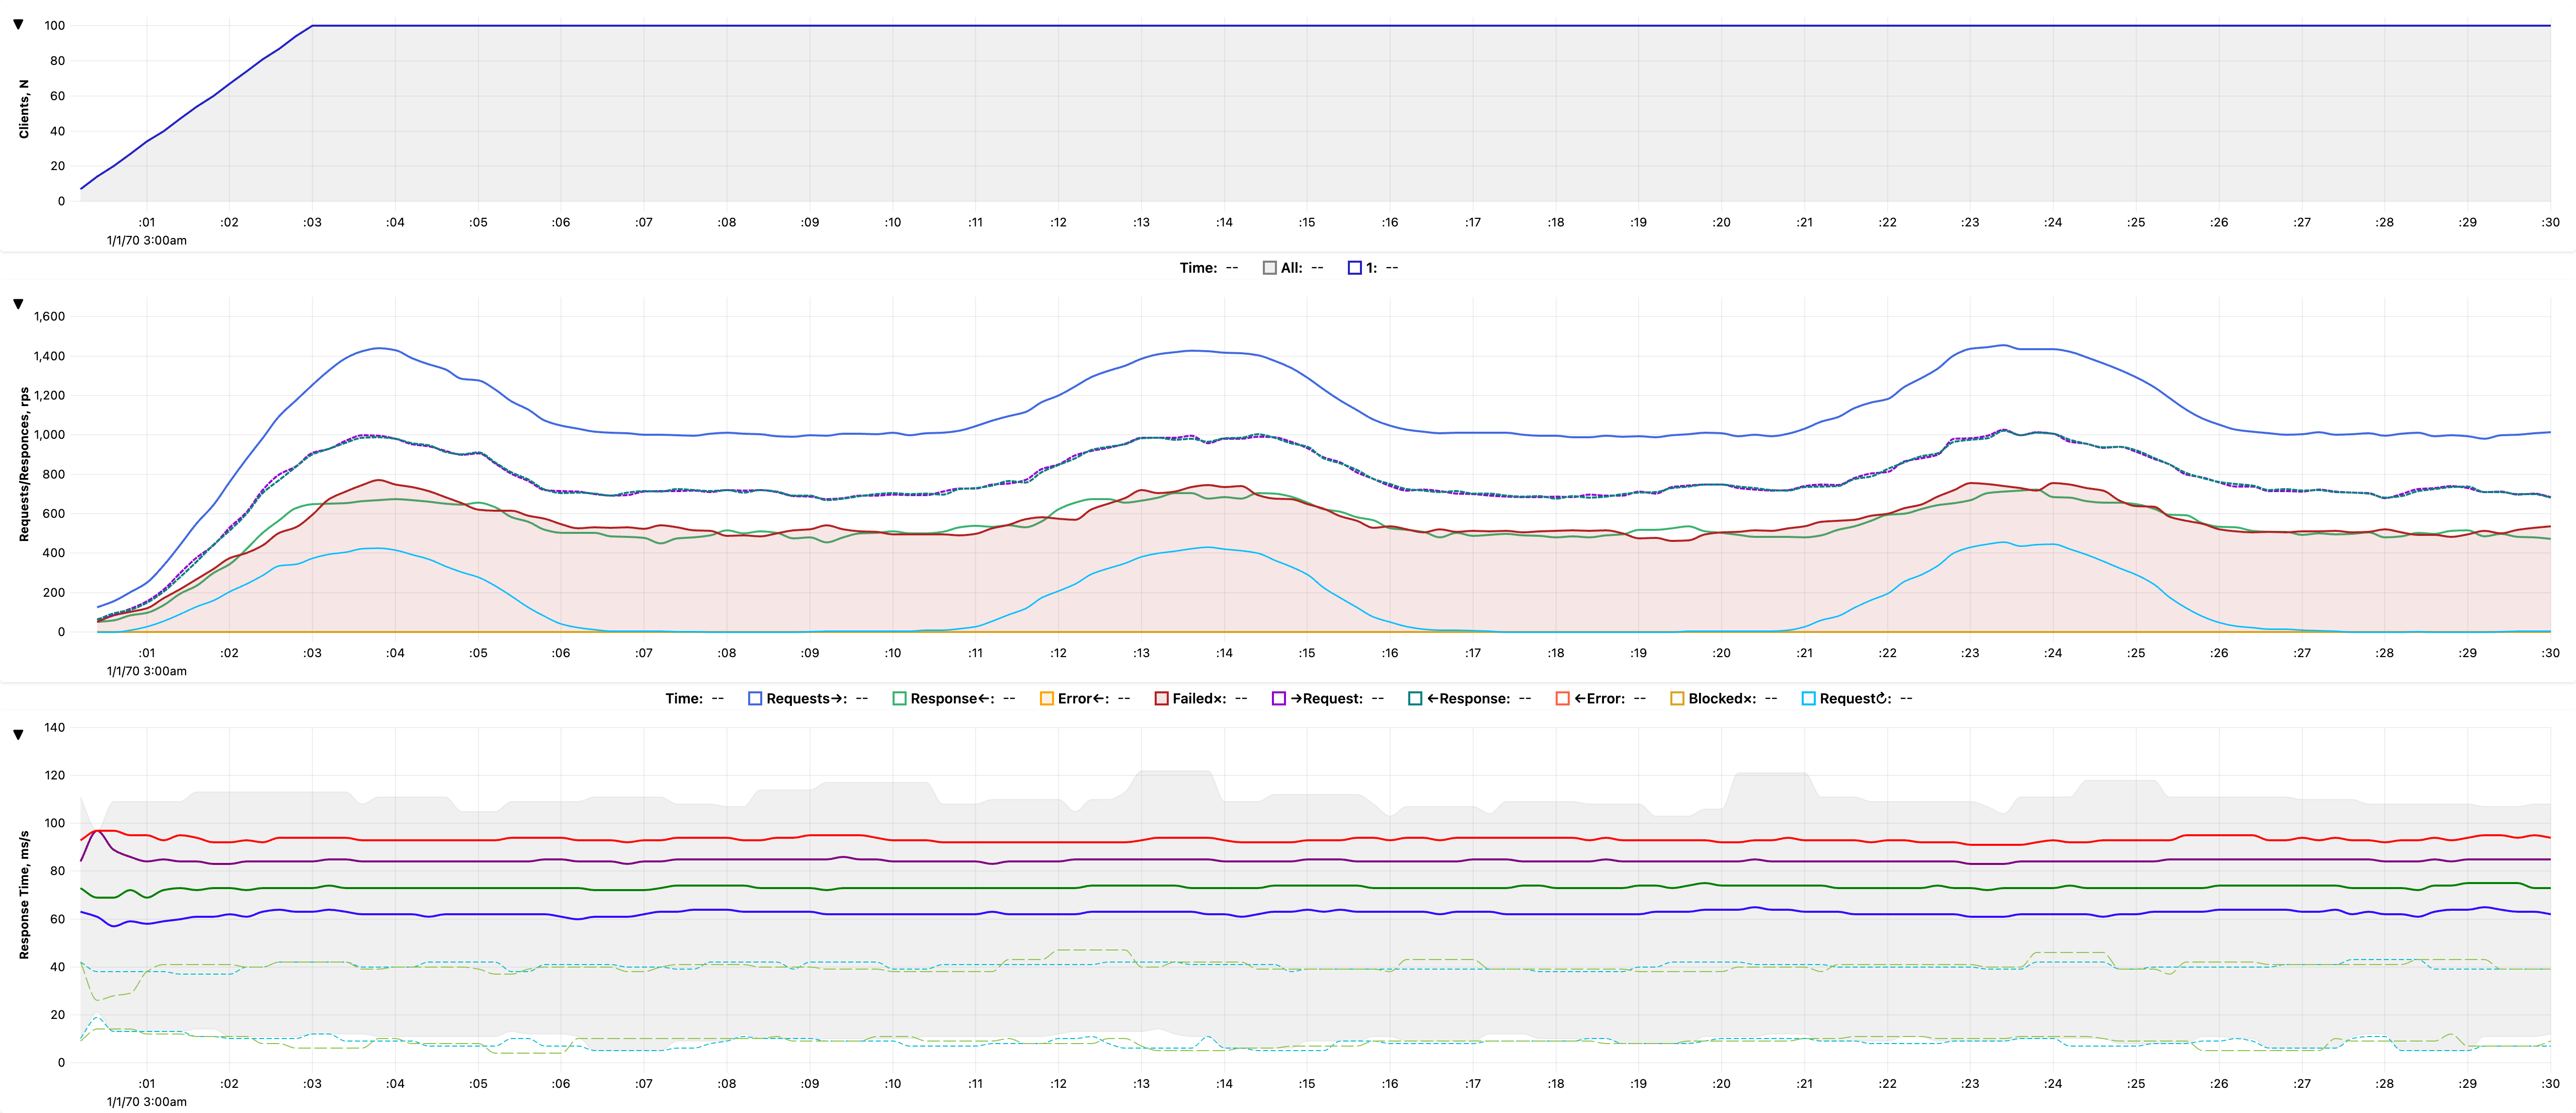 ▼
Clients, N
100
80
60
40
20
0
:01 :02 :03 :04 :05 :06 :07 :08 :09 :10 :11 :12 :13 :14 :15 :16 :17 :18 :19 :20 :21 :22 :23 :24 :25 :26 :27 :28 :29 :30
1/1/70 3:00am
Time: -- All: -- 1: --
▼
Requests/Responces, rps
1,600
1,400
1,200
1,000
800
600
400
200
0
:01 :02 :03 :04 :05 :06 :07 :08 :09 :10 :11 :12 :13 :14 :15 :16 :17 :18 :19 :20 :21 :22 :23 :24 :25 :26 :27 :28 :29 :30
1/1/70 3:00am
Time: -- Requests→: -- Response←: -- Error←: -- Failed×: -- →Request: -- ←Response: -- ←Error: -- Blocked×: -- Request↻: --
▼
Response Time, ms/s
140
120
100
80
60
40
20
0
:01 :02 :03 :04 :05 :06 :07 :08 :09 :10 :11 :12 :13 :14 :15 :16 :17 :18 :19 :20 :21 :22 :23 :24 :25 :26 :27 :28 :29 :30
1/1/70 3:00am